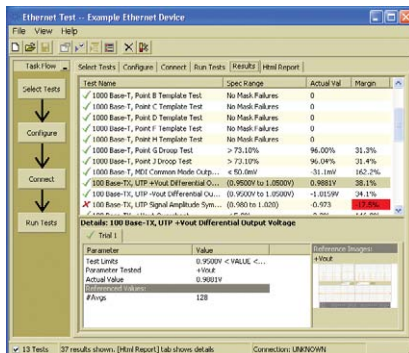 Ethernet Test -- Example Ethernet Device
File View Help
Task Flow
Select Tests
Configure
Connect
Run Tests
Select Tests Configure Connect Run Tests Results Html Report
Test Name Spec Range Actual Val Margin
1000 Base-T, Point B Template Test No Mask Failures 0
1000 Base-T, Point C Template Test No Mask Failures 0
1000 Base-T, Point D Template Test No Mask Failures 0
1000 Base-T, Point F Template Test No Mask Failures 0
1000 Base-T, Point H Template Test No Mask Failures 0
1000 Base-T, Point G Droop Test > 73.10% 96.00% 31.3%
1000 Base-T, Point J Droop Test > 73.10% 96.04% 31.4%
1000 Base-T, MDI Common Mode Outp... < 50.0mV -31.1mV 162.2%
100 Base-TX, UTP +Vout Differential O... (0.9500V to 1.0500V) 0.9881V 38.1%
100 Base-TX, UTP -Vout Differential Ou... (0.9500V to 1.0500V) -1.0159V 34.1%
100 Base-TX, UTP Signal Amplitude Sym... (0.980 to 1.020) 0.973
Details: 100 Base-TX, UTP +Vout Differential Output Voltage
Trial 1
Parameter Value
Test Limits 0.9500V < VALUE <...
Parameter Tested +Vout
Actual Value 0.9881V
Referenced Values:
#Avgs 128
Reference Images:
+Vout
13 Tests 37 results shown. [Html Report] tab shows details Connection: UNKNOWN